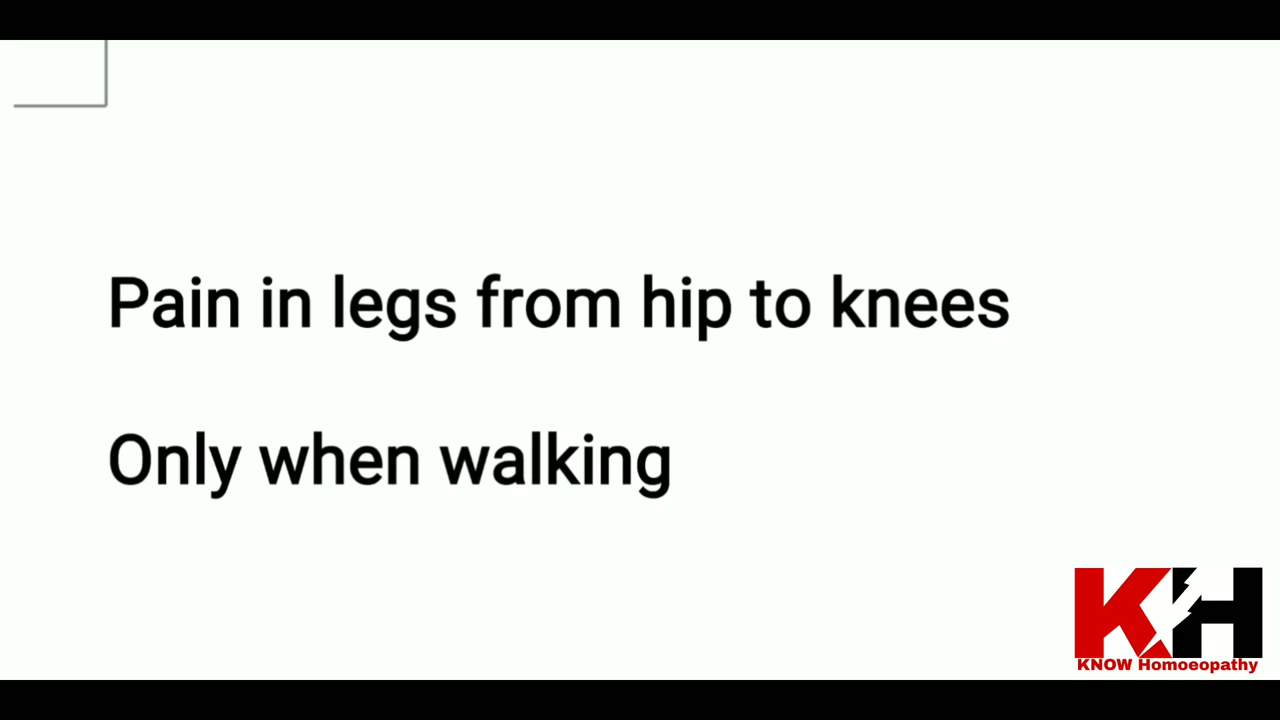 Pain in legs from hip to knees
Only when walking
KH
KNOW Homoeopathy